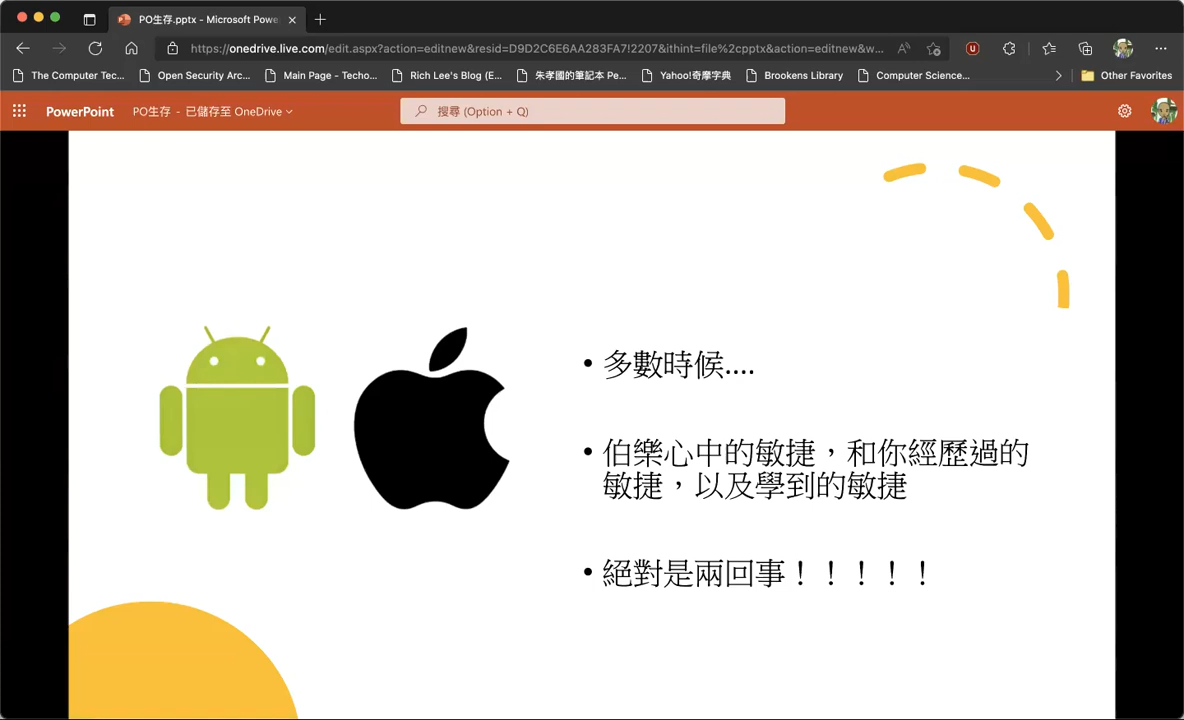 PO生存.pptx - Microsoft Powe
https://onedrive.live.com/edit.aspx?action=editnew&resid=D9D2C6E6AA283FA7!2207&ithint=file%2cpptx&action=editnew&w...
The Computer Tec...
Open Security Arc...
Main Page - Techo...
Rich Lee's Blog (E...
朱孝國的筆記本 Pe...
Yahoo!奇摩字典
Brookens Library
Computer Science...
Other Favorites
PowerPoint
PO生存 - 已儲存至 OneDrive
搜尋 (Option + Q)
• 多數時候....
• 伯樂心中的敏捷，和你經歷過的
敏捷，以及學到的敏捷
• 絕對是兩回事！！！！！